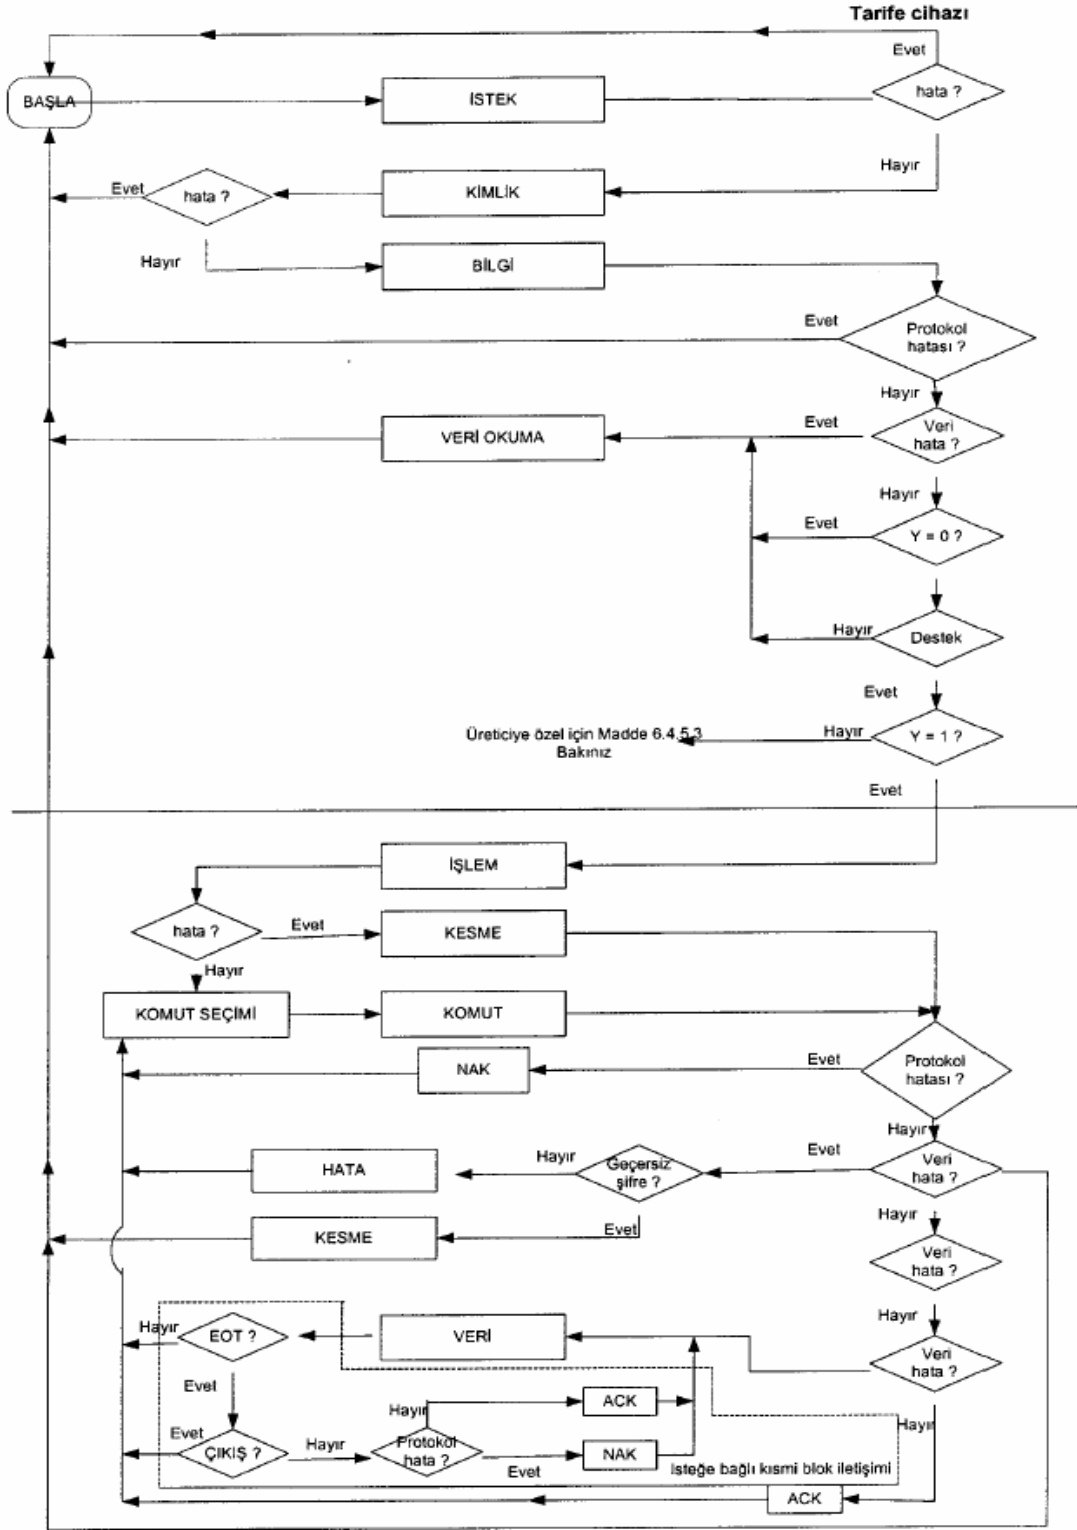 Tarife cihazı
Evet
BAŞLA
İSTEK
hata ?
Hayır
Evet
hata ?
KİMLİK
Hayır
BİLGİ
Evet
Protokol
hatası ?
Hayır
VERİ OKUMA
Evet
Veri
hata ?
Hayır
Evet
Y = 0 ?
Hayır
Destek
Evet
Üreticiye özel için Madde 6.4.5.3
Bakınız
Hayır
Y = 1 ?
Evet
İŞLEM
hata ?
Evet
KESME
Hayır
KOMUT SEÇİMİ
KOMUT
NAK
Evet
Protokol
hatası ?
Hayır
HATA
Hayır
Geçersiz
şifre ?
Evet
Veri
hata ?
KESME
Evet
Hayır
Veri
hata ?
Hayır
Hayır
EOT ?
VERİ
Veri
hata ?
Evet
Hayır
ACK
Hayır
Evet
ÇIKIŞ ?
Hayır
Protokol
hata ?
Evet
NAK
İsteğe bağlı kısmi blok iletişimi
ACK